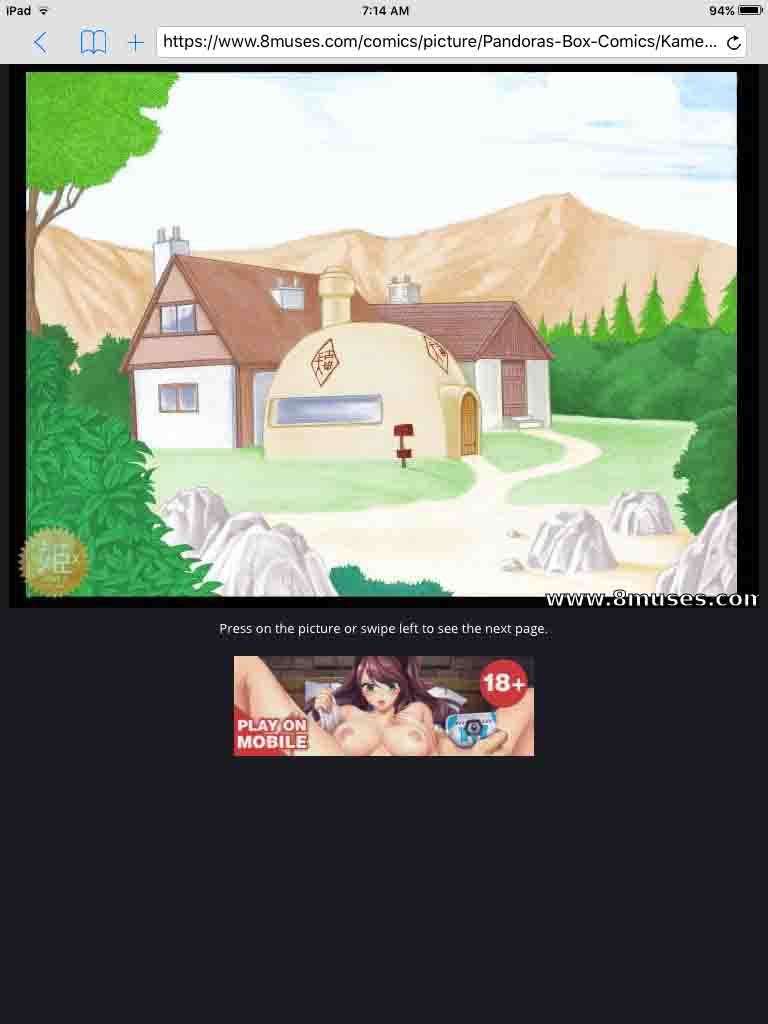 iPad 7:14 AM 94%
https://www.8muses.com/comics/picture/Pandoras-Box-Comics/Kame...
姫
www.8muses.com
Press on the picture or swipe left to see the next page.
18+
PLAY ON
MOBILE